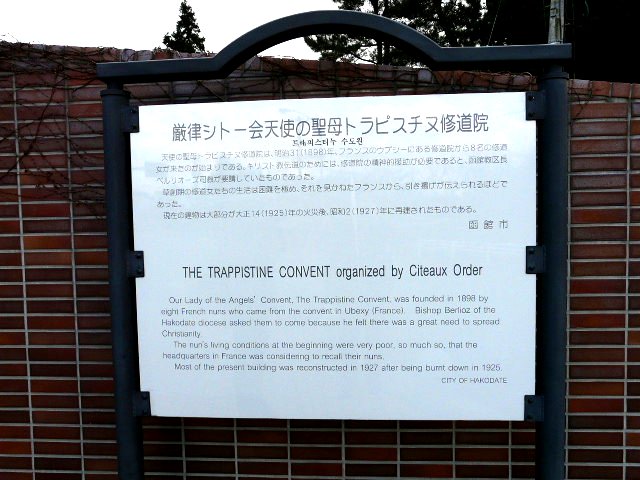 厳律シトー会天使の聖母トラピスチヌ修道院
트라피스티누 수도원
天使の聖母トラピスチヌ修道院は、明治31(1898)年、フランスのウプシーにある修道院から8名の修道
女が来たのが始まりである。キリスト教伝道のためには、修道院の精神的援助が必要であると、函館教区長
ベルリオーズ司教が要請していたものであった。
草創期の修道女たちの生活は困難を極め、それを見かねたフランスから、引き揚げが伝えられるほどで
あった。
現在の建物は大部分が大正14(1925)年の火災後、昭和2(1927)年に再建されたものである。
函館市
THE TRAPPISTINE CONVENT organized by Citeaux Order
Our Lady of the Angels' Convent, The Trappistine Convent, was founded in 1898 by
eight French nuns who came from the convent in Ubexy (France). Bishop Berlioz of the
Hakodate diocese asked them to come because he felt there was a great need to spread
Christianity.
The nun's living conditions at the beginning were very poor, so much so, that the
headquarters in France was considering to recall their nuns.
Most of the present building was reconstructed in 1927 after being burnt down in 1925.
CITY OF HAKODATE